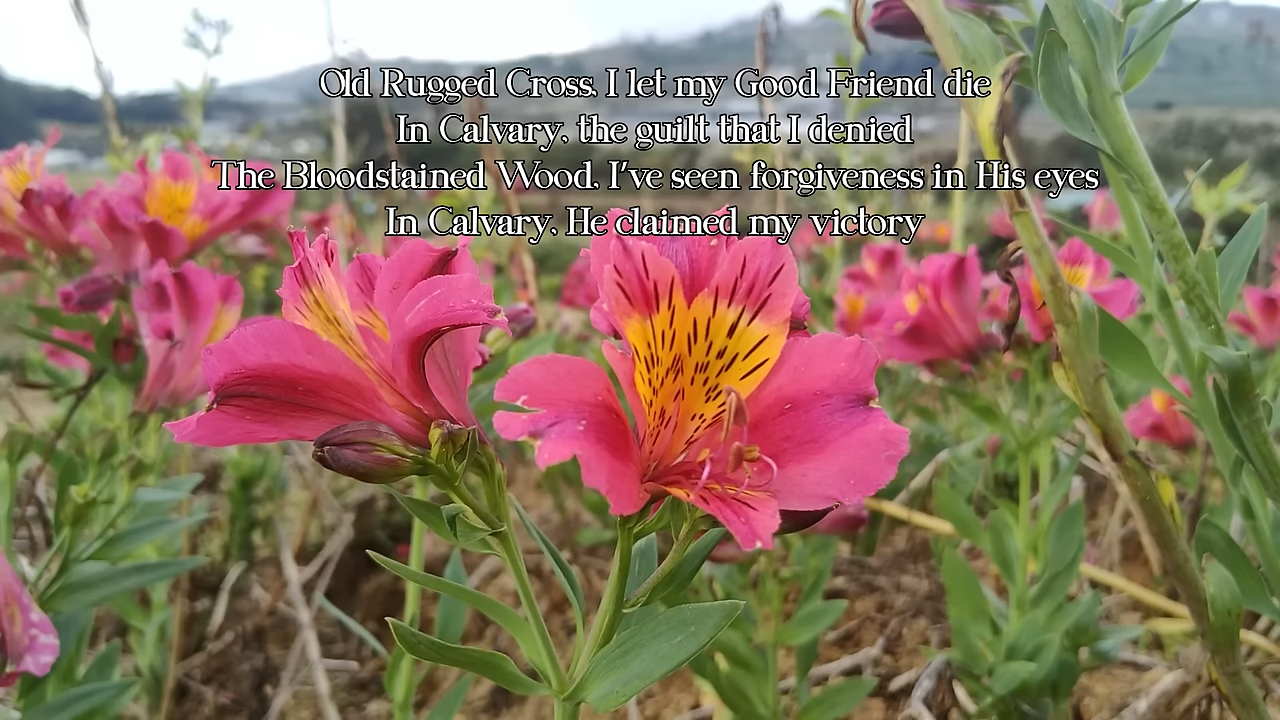 Old Rugged Cross, I let my Good Friend die
In Calvary, the guilt that I denied
The Bloodstained Wood, I've seen forgiveness in His eyes
In Calvary, He claimed my victory